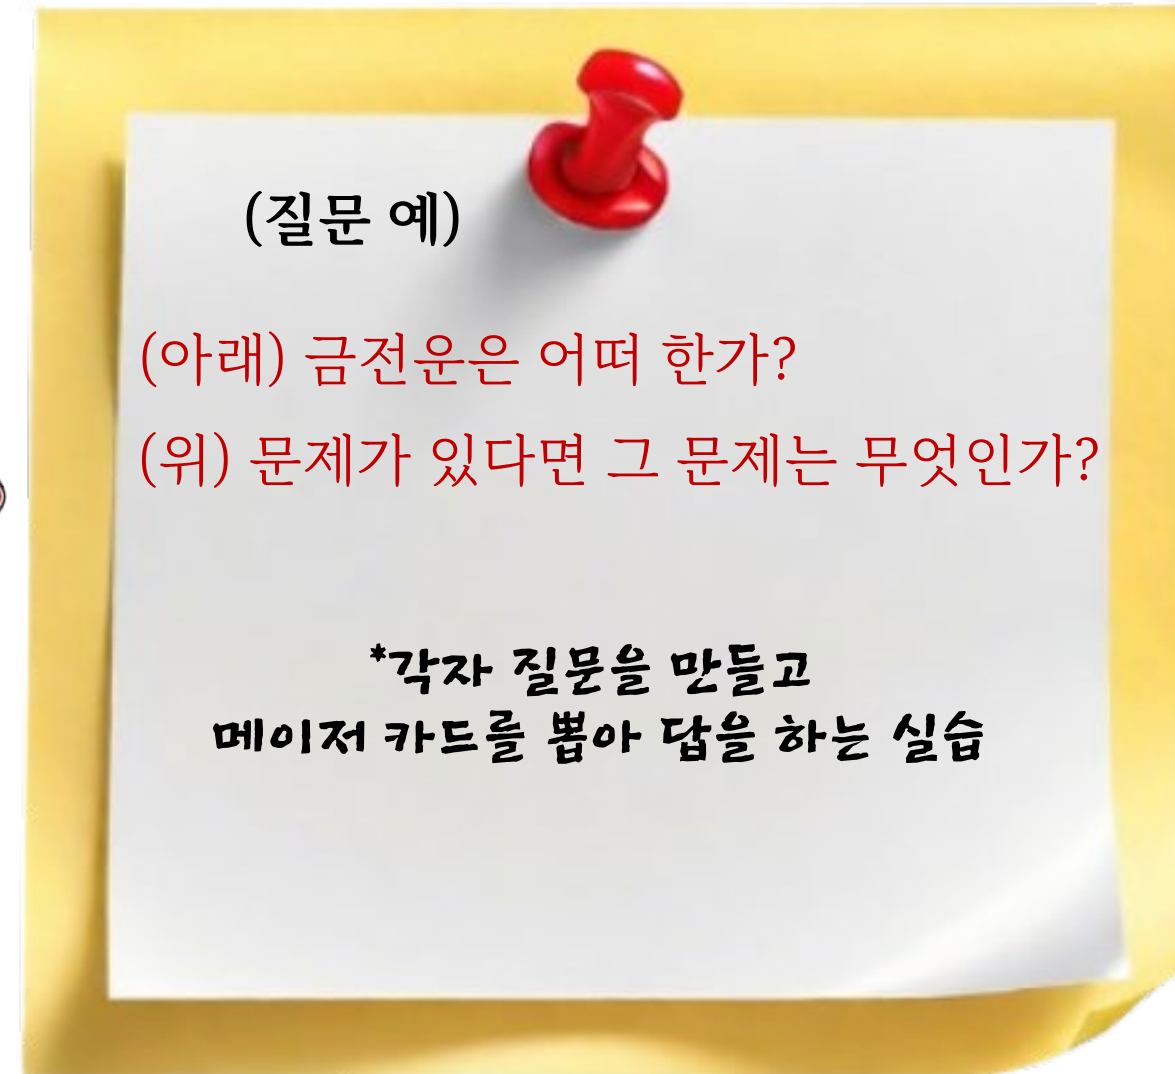 (질문 예)
(아래) 금전운은 어떠 한가?
(위) 문제가 있다면 그 문제는 무엇인가?
*각자 질문을 만들고
메이저 카드를 뽑아 답을 하는 실습